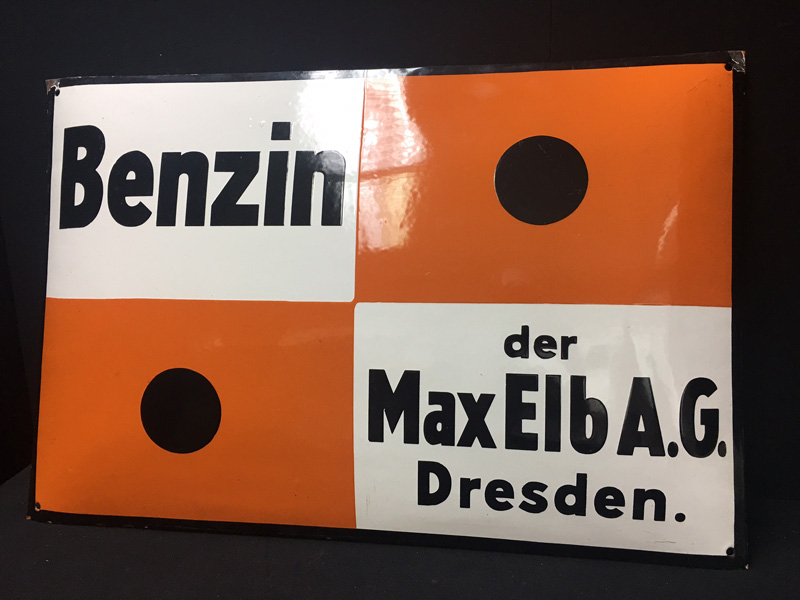 Benzin
der
Max Elb A.G.
Dresden.